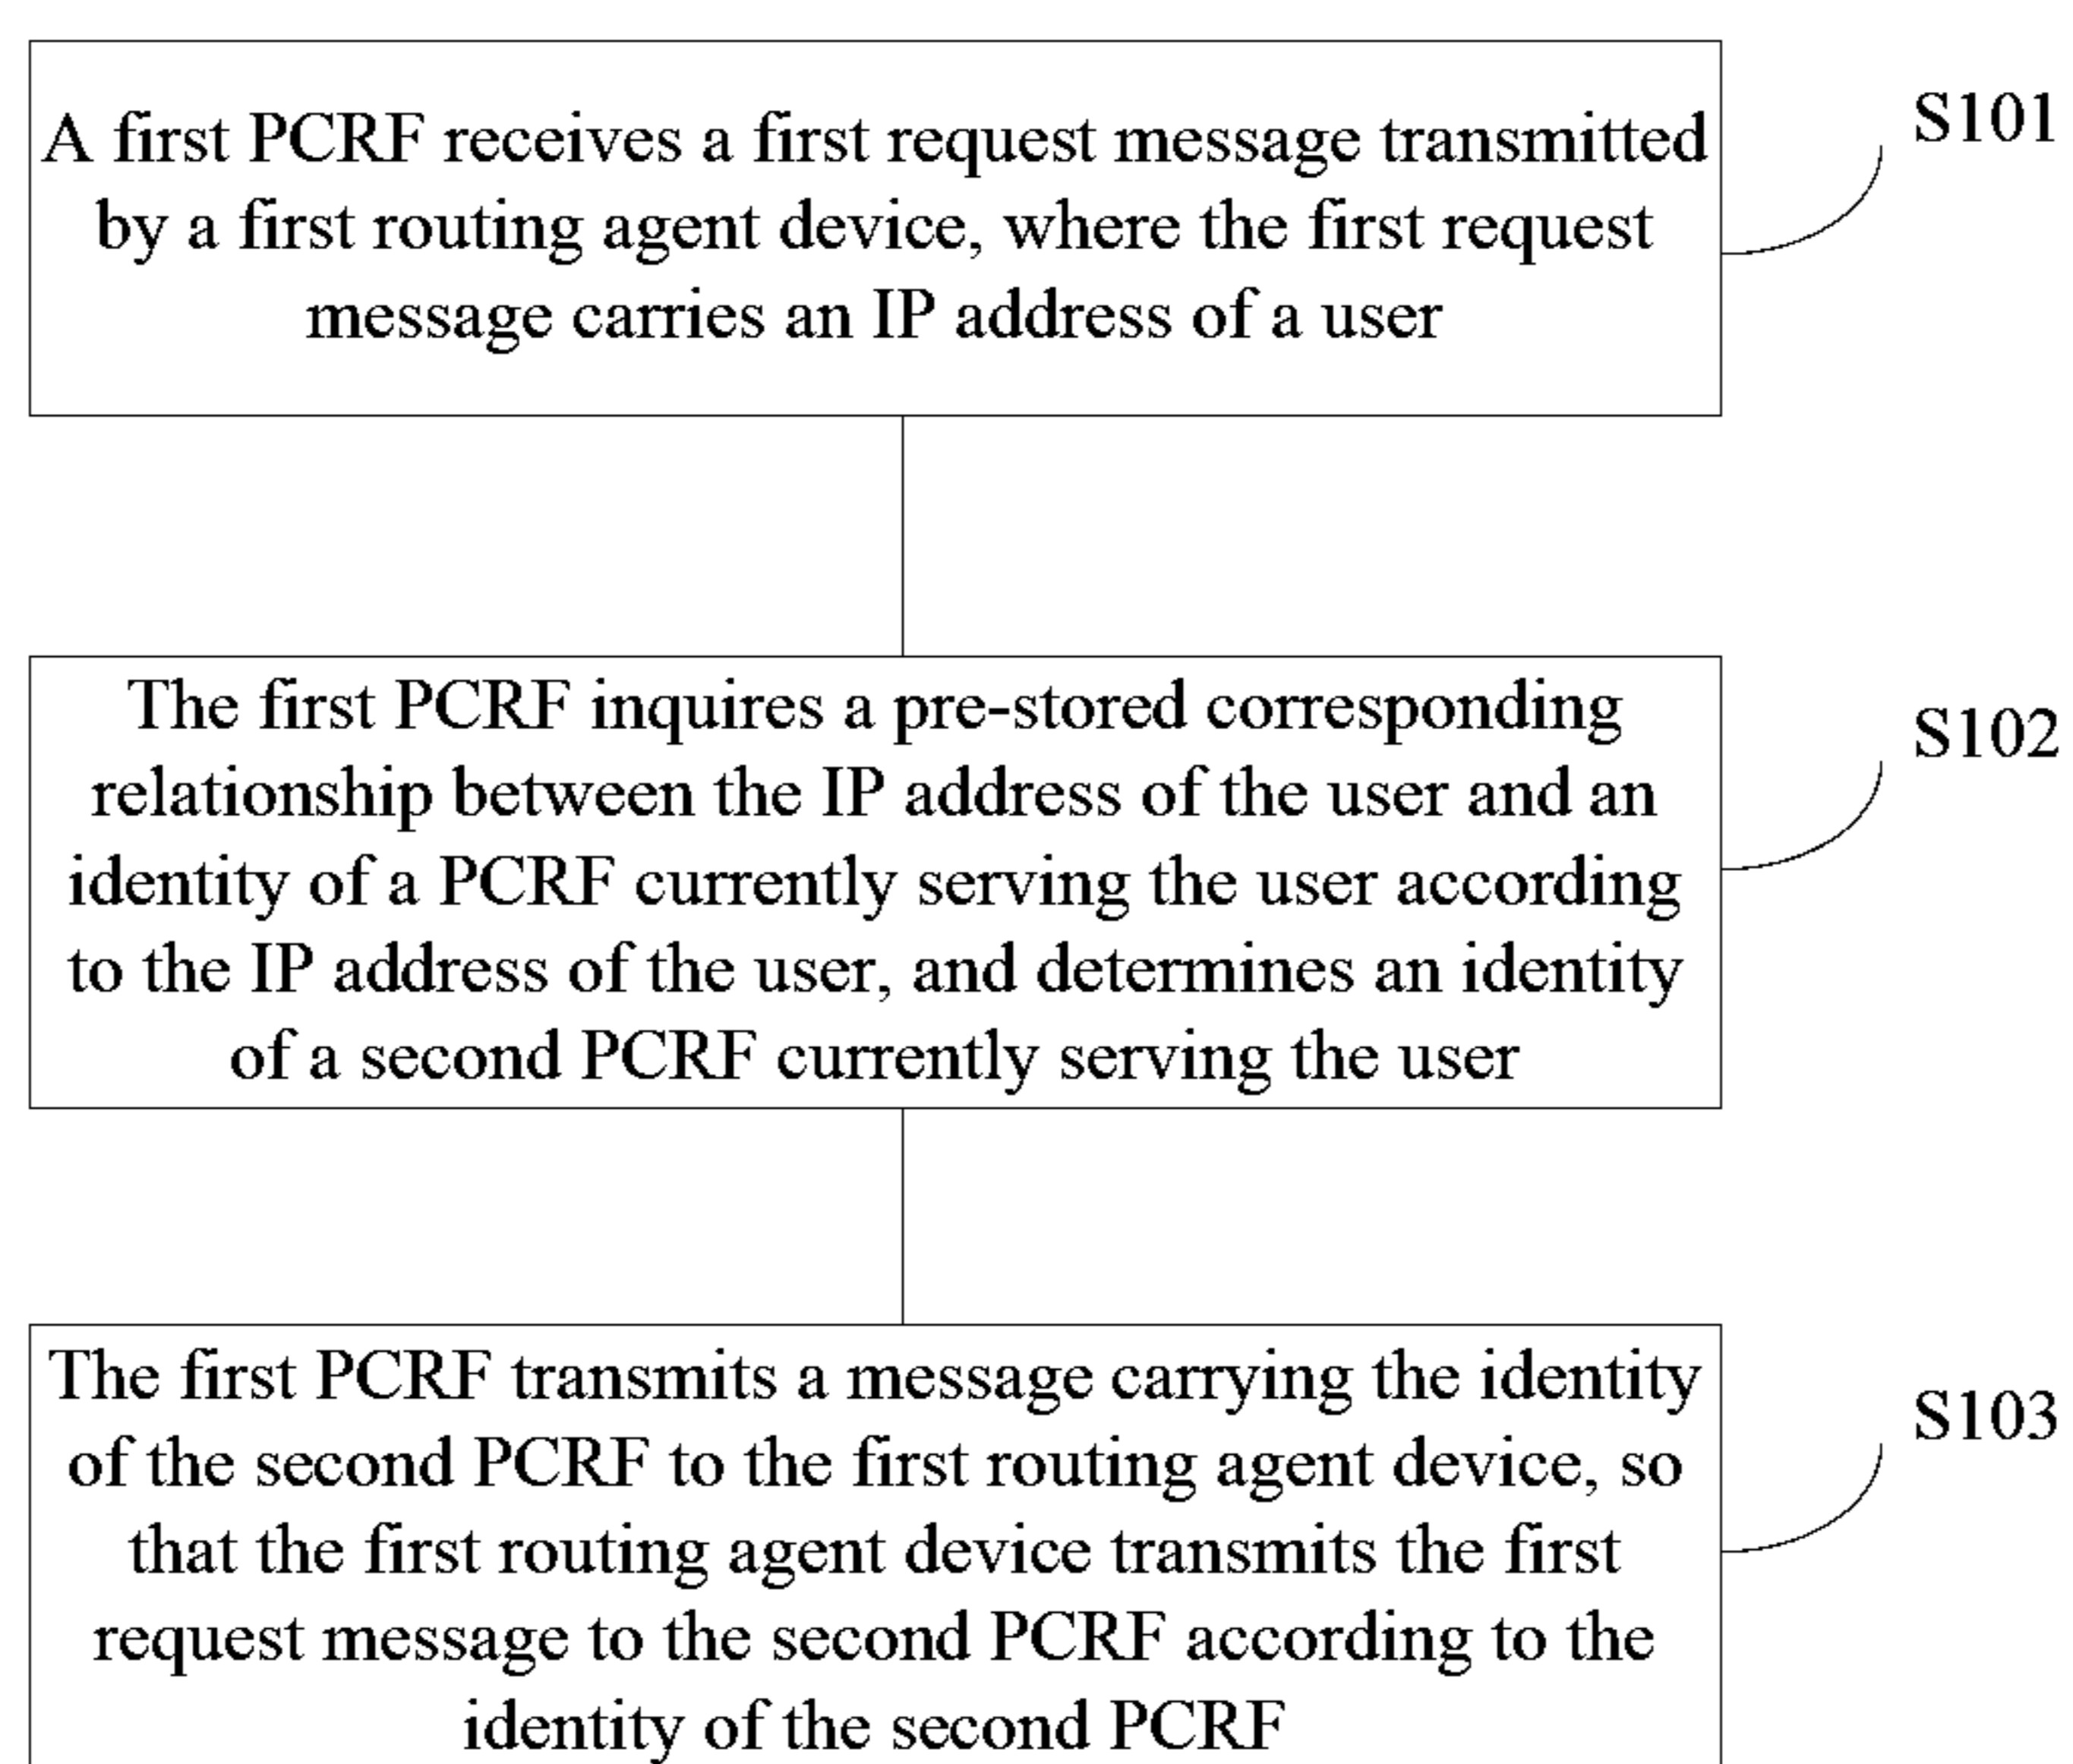 A first PCRF receives a first request message transmitted
by a first routing agent device, where the first request
message carries an IP address of a user
S101
The first PCRF inquires a pre-stored corresponding
relationship between the IP address of the user and an
identity of a PCRF currently serving the user according
to the IP address of the user, and determines an identity
of a second PCRF currently serving the user
S102
The first PCRF transmits a message carrying the identity
of the second PCRF to the first routing agent device, so
that the first routing agent device transmits the first
request message to the second PCRF according to the
identity of the second PCRF
S103